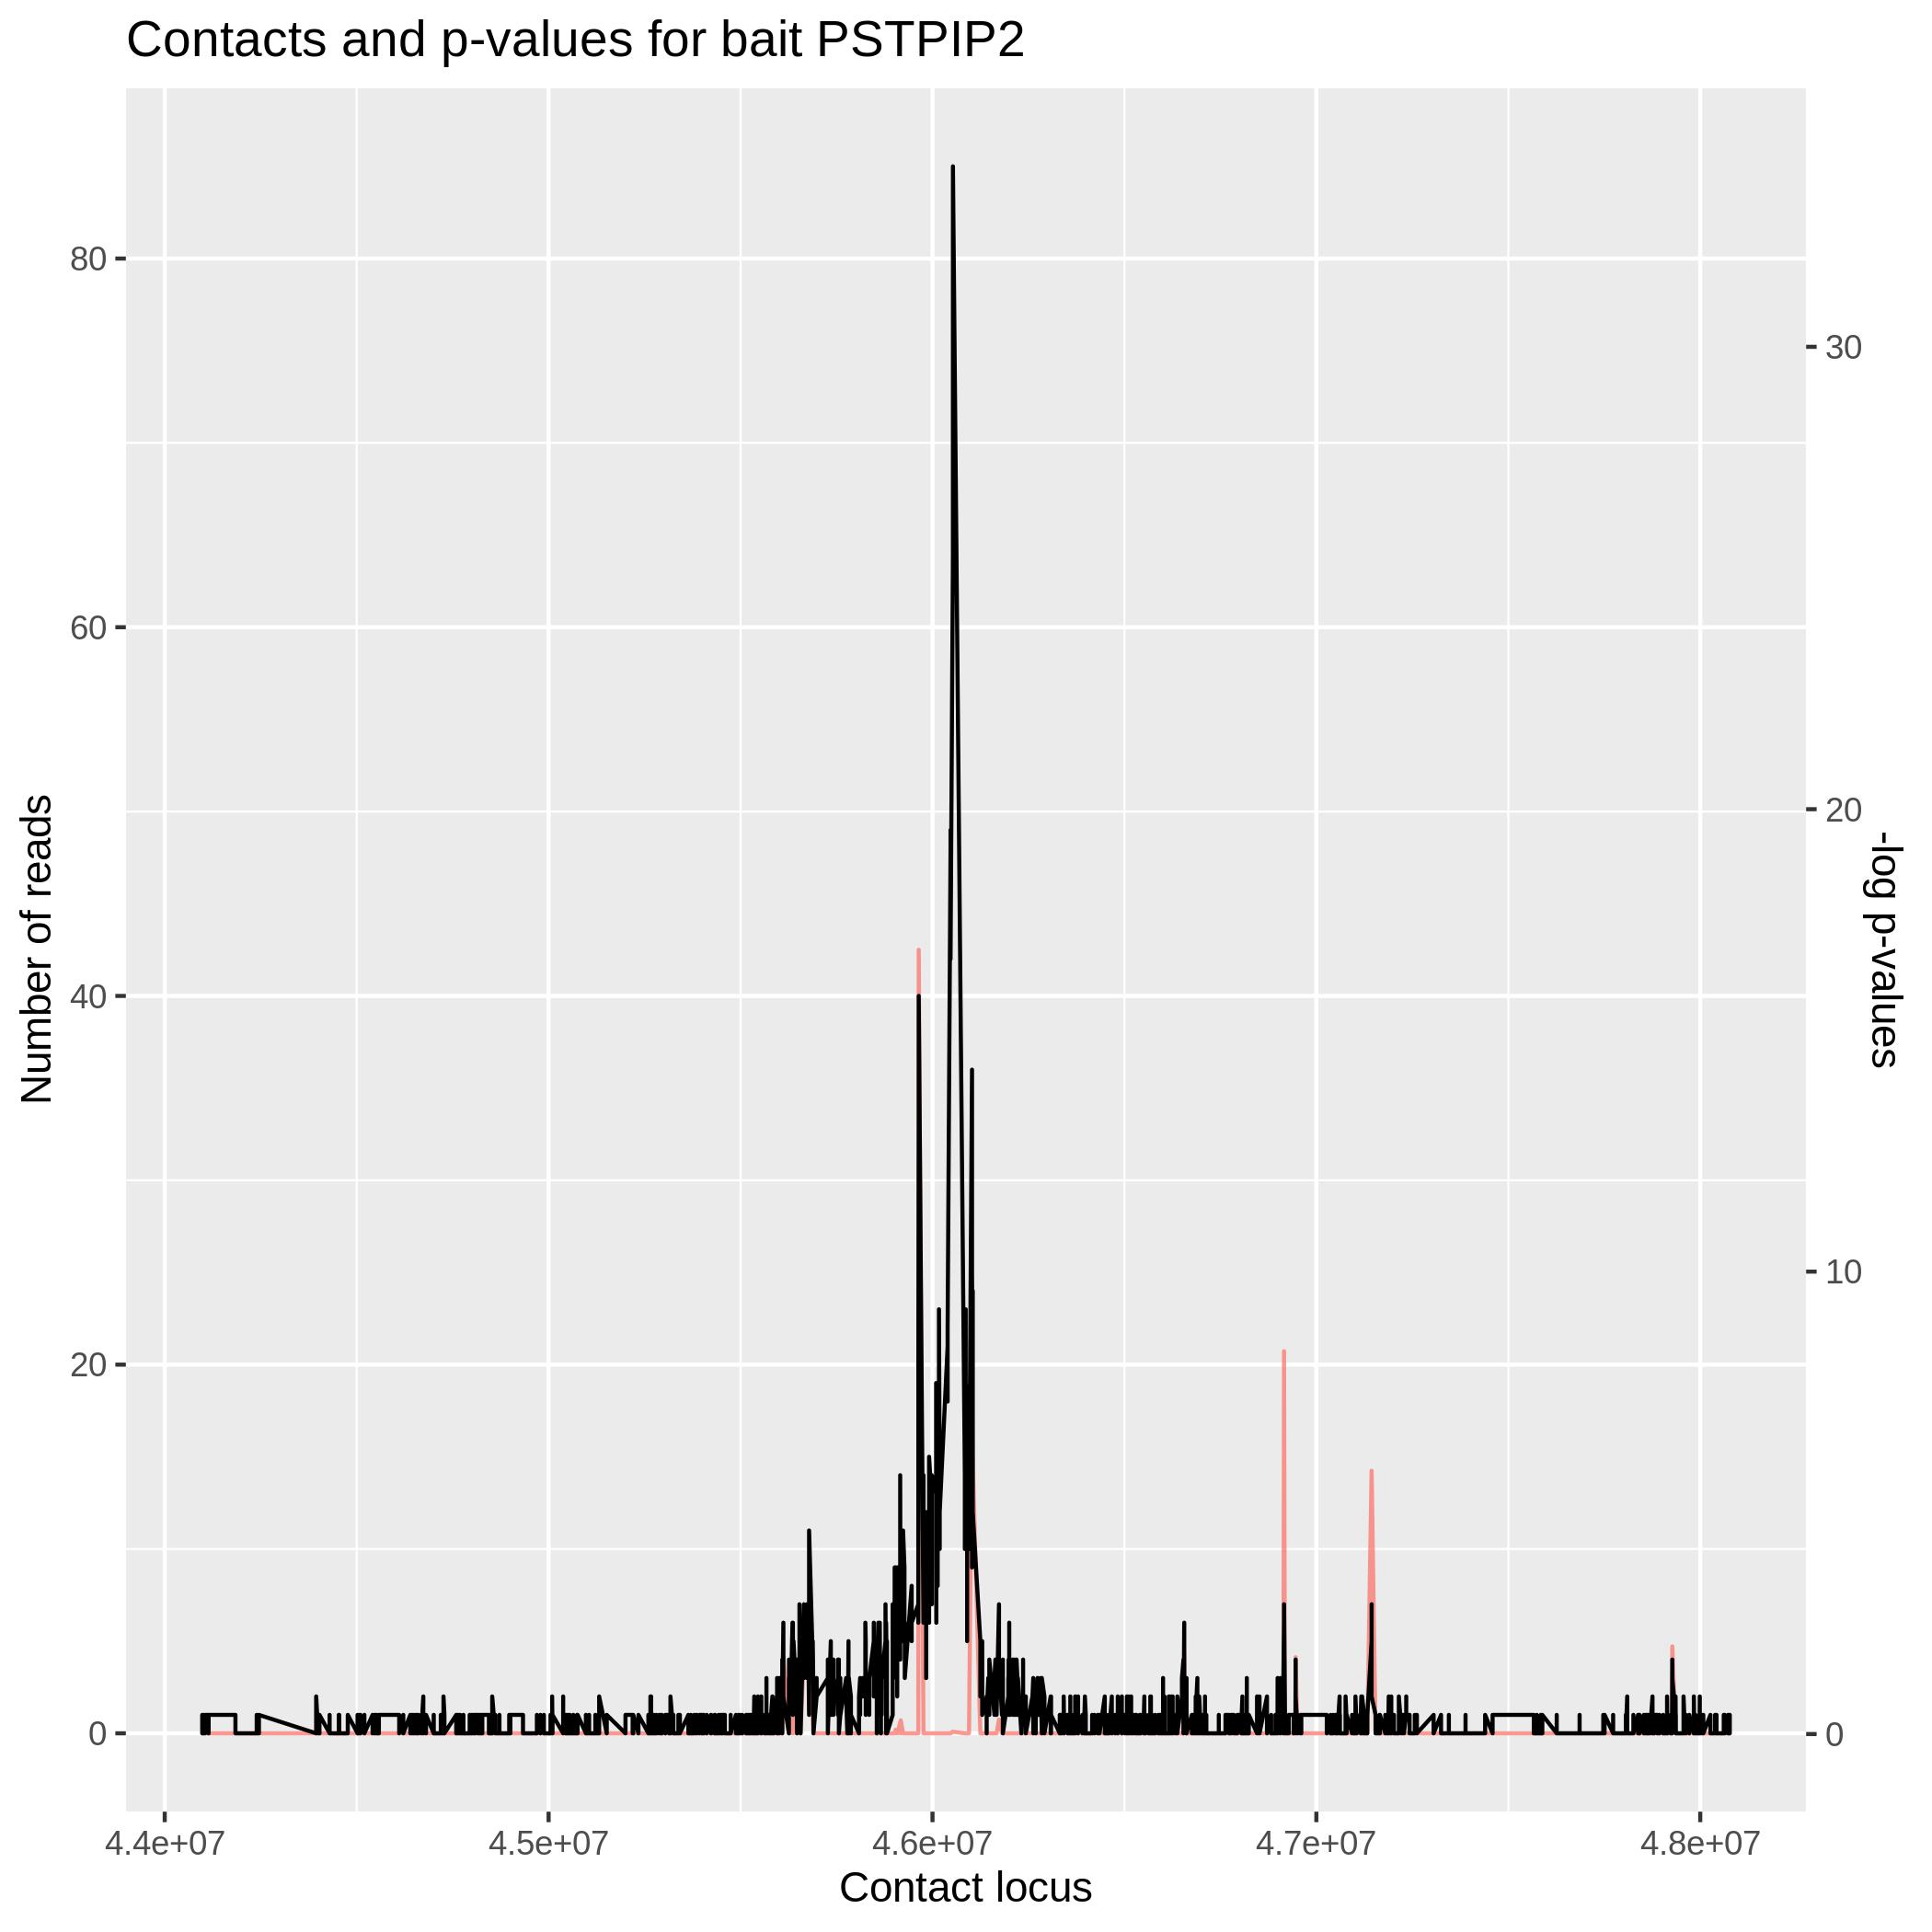 Contacts and p-values for bait PSTPIP2
Number of reads
80
60
40
20
0
30
20
10
0
-log p-values
4.4e+07
4.5e+07
4.6e+07
4.7e+07
4.8e+07
Contact locus